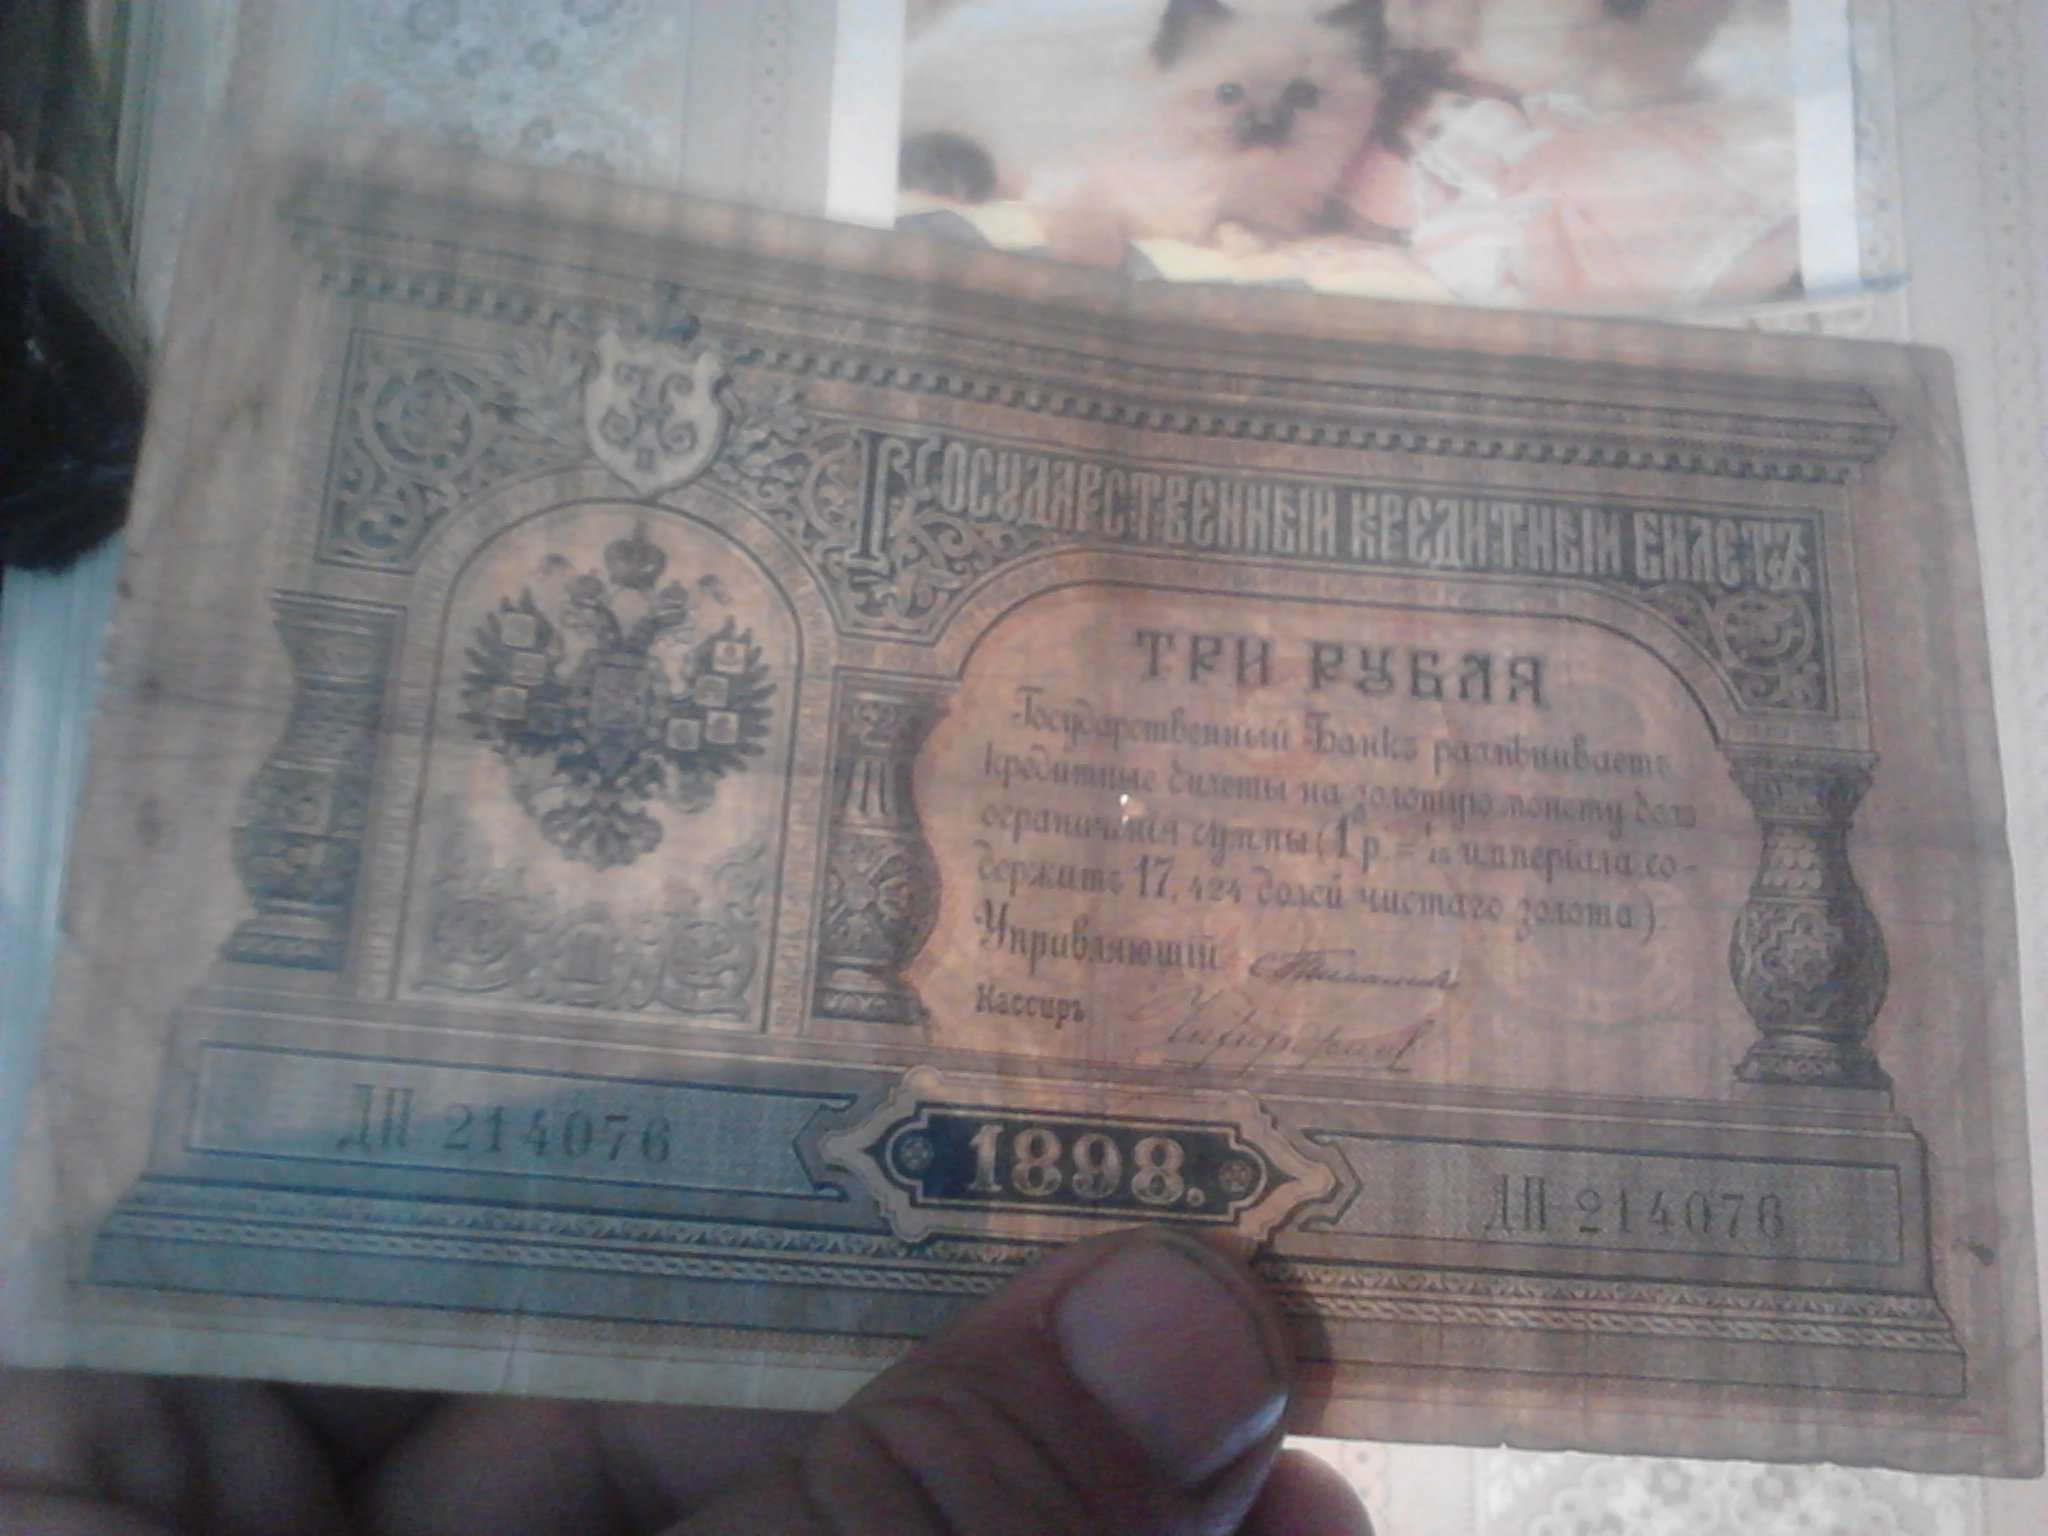 Государственный Кредитный Билетъ
ТРИ РУБЛЯ
Государственный Банкъ размѣниваетъ
кредитные билеты на золотую монету безъ
ограниченія суммы (1 р. = 1/15 имперіала, со-
держитъ 17,424 долей чистаго золота).
Управляющій
Кассиръ
ДП 214076
1898.
ДП 214076